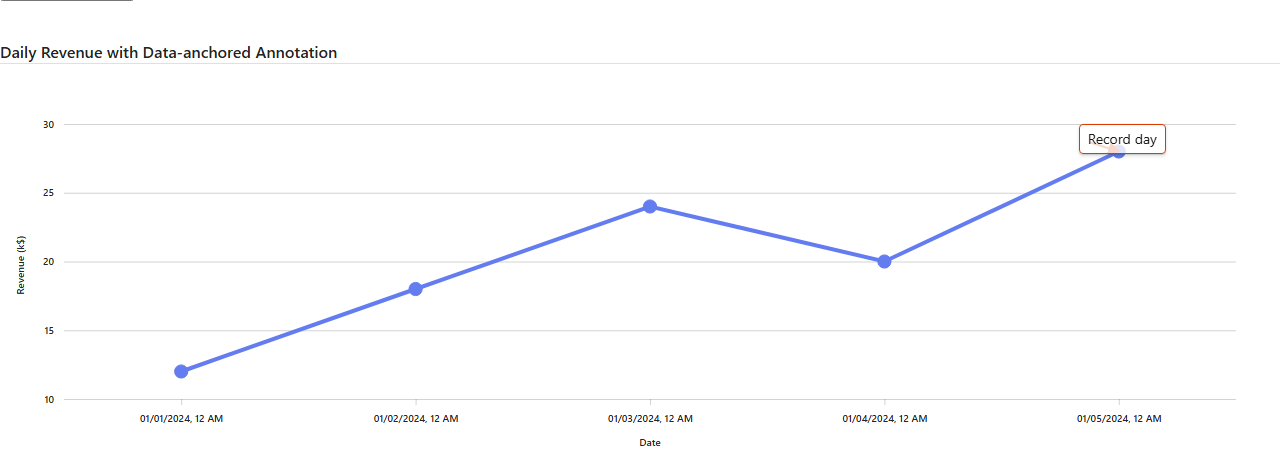 Daily Revenue with Data-anchored Annotation
30
Record day
25
20
15
10
Revenue (k$)
01/01/2024, 12 AM
01/02/2024, 12 AM
01/03/2024, 12 AM
01/04/2024, 12 AM
01/05/2024, 12 AM
Date